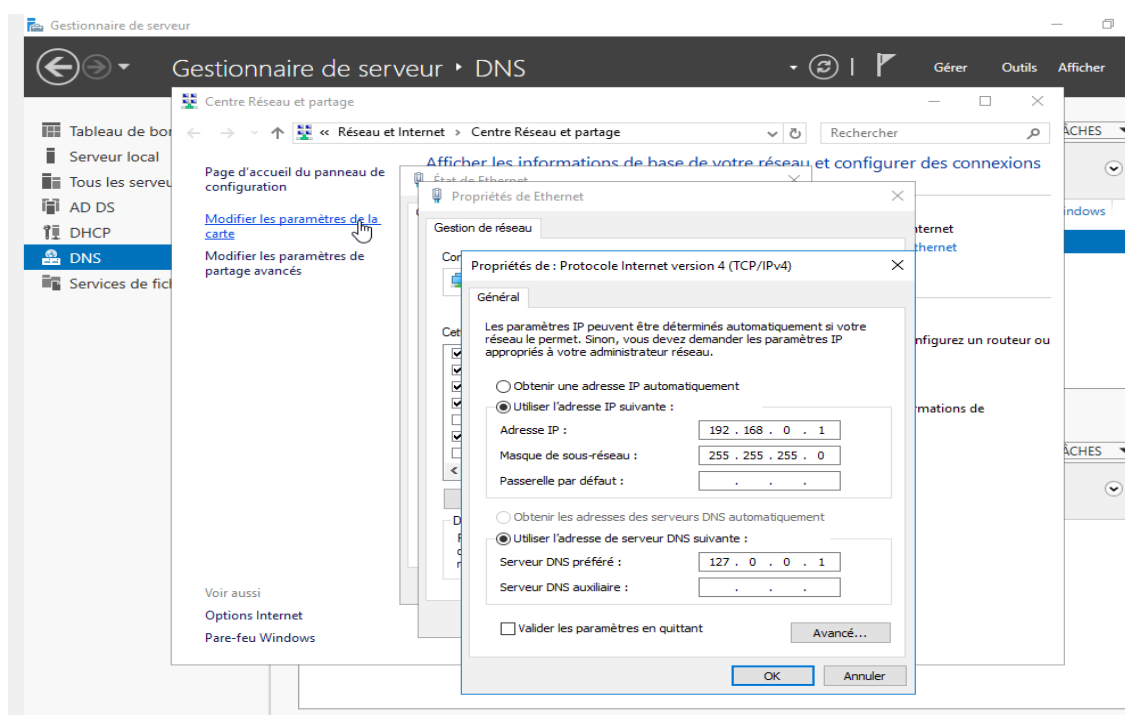 Gestionnaire de serveur
Gestionnaire de serveur ‣ DNS
Gérer Outils Afficher
Tableau de bor
Serveur local
Tous les serveu
AD DS
DHCP
DNS
Services de fich
Centre Réseau et partage
« Réseau et Internet > Centre Réseau et partage
Rechercher
Page d'accueil du panneau de
configuration
Modifier les paramètres de la
carte
Modifier les paramètres de
partage avancés
Voir aussi
Options Internet
Pare-feu Windows
Afficher les informations de base de votre réseau et configurer des connexions
État de Ethernet
Propriétés de Ethernet
Gestion de réseau
Cor
Cet
Propriétés de : Protocole Internet version 4 (TCP/IPv4)
Général
Les paramètres IP peuvent être déterminés automatiquement si votre
réseau le permet. Sinon, vous devez demander les paramètres IP
appropriés à votre administrateur réseau.
Obtenir une adresse IP automatiquement
Utiliser l'adresse IP suivante :
Adresse IP : 192 . 168 . 0 . 1
Masque de sous-réseau : 255 . 255 . 255 . 0
Passerelle par défaut : . . .
Obtenir les adresses des serveurs DNS automatiquement
Utiliser l'adresse de serveur DNS suivante :
Serveur DNS préféré : 127 . 0 . 0 . 1
Serveur DNS auxiliaire : . . .
Valider les paramètres en quittant
Avancé...
OK Annuler
ternet
thernet
nfigurez un routeur ou
rmations de
ÂCHES
indows
ÂCHES